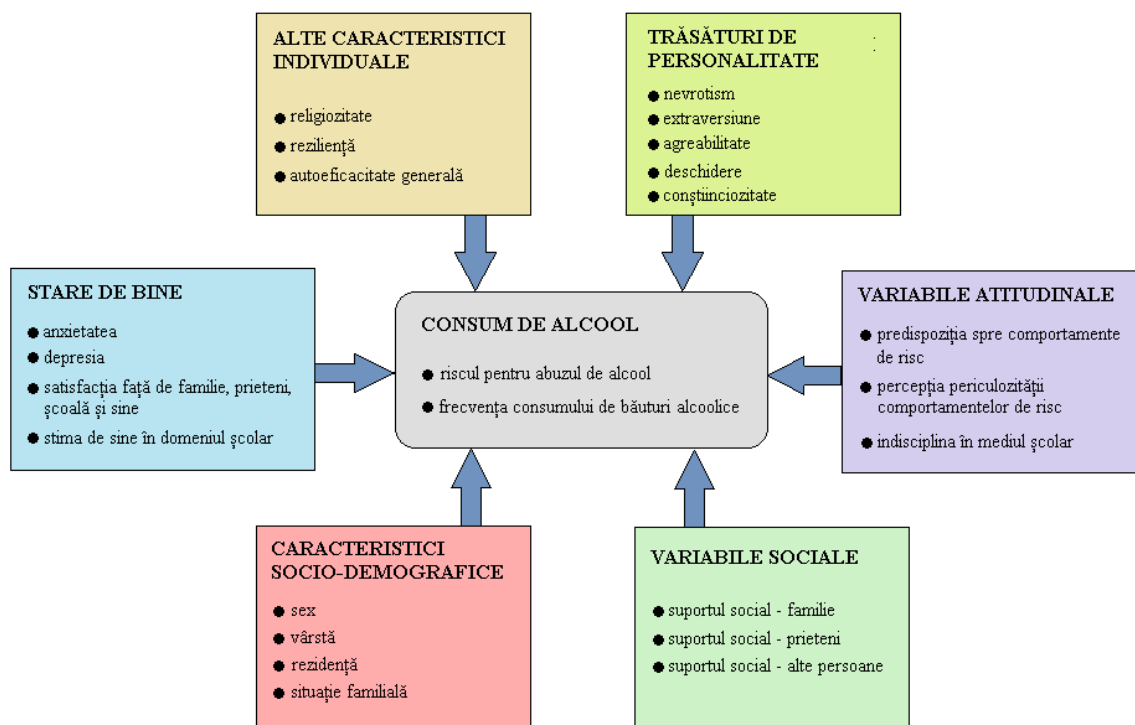 ALTE CARACTERISTICI
INDIVIDUALE
● religiozitate
● reziliență
● autoeficacitate generală
TRĂSĂTURI DE
PERSONALITATE
● nevrotism
● extraversiune
● agreabilitate
● deschidere
● conștiinciozitate
STARE DE BINE
● anxietatea
● depresia
● satisfacția față de familie, prieteni,
școală și sine
● stima de sine în domeniul școlar
CONSUM DE ALCOOL
● riscul pentru abuzul de alcool
● frecvența consumului de băuturi alcoolice
VARIABILE ATITUDINALE
● predispoziția spre comportamente
de risc
● percepția periculozității
comportamentelor de risc
● indisciplina în mediul școlar
CARACTERISTICI
SOCIO-DEMOGRAFICE
● sex
● vârstă
● rezidență
● situație familială
VARIABILE SOCIALE
● suportul social - familie
● suportul social - prieteni
● suportul social - alte persoane